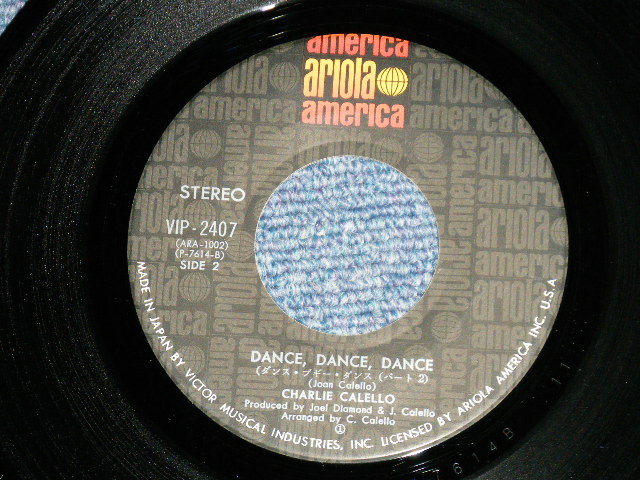 america
ariola
america
STEREO
VIP-2407
(ARA-1002)
(P-7614-B)
SIDE 2
DANCE, DANCE, DANCE
(ダンス・ブギー・ダンス (パート 2)
(Joan Calello)
CHARLIE CALELLO
Produced by Joel Diamond & J. Calello
Arranged by C. Calello
MADE IN JAPAN BY VICTOR MUSICAL INDUSTRIES, INC. LICENSED BY ARIOLA AMERICA INC. U.S.A.